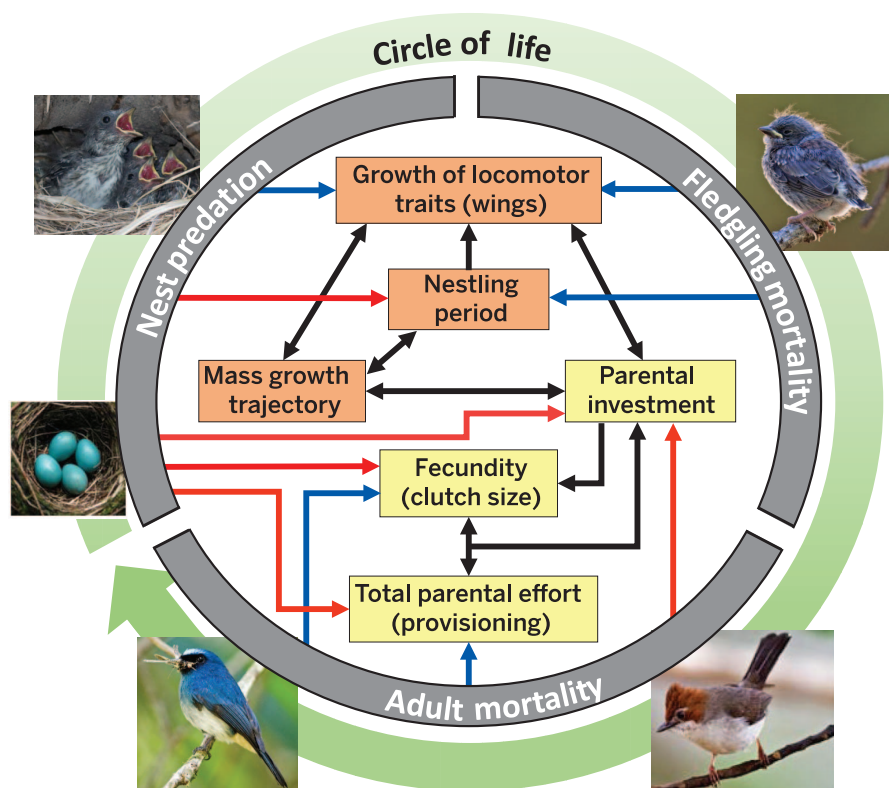 Circle of life
Nest predation
Fledgling mortality
Growth of locomotor
traits (wings)
Nestling
period
Mass growth
trajectory
Parental
investment
Fecundity
(clutch size)
Total parental effort
(provisioning)
Adult mortality